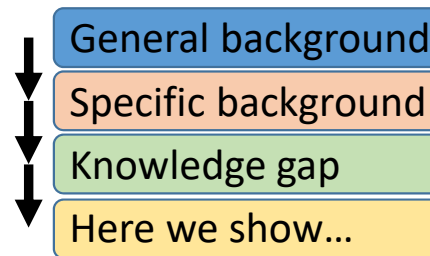 General background
Specific background
Knowledge gap
Here we show…